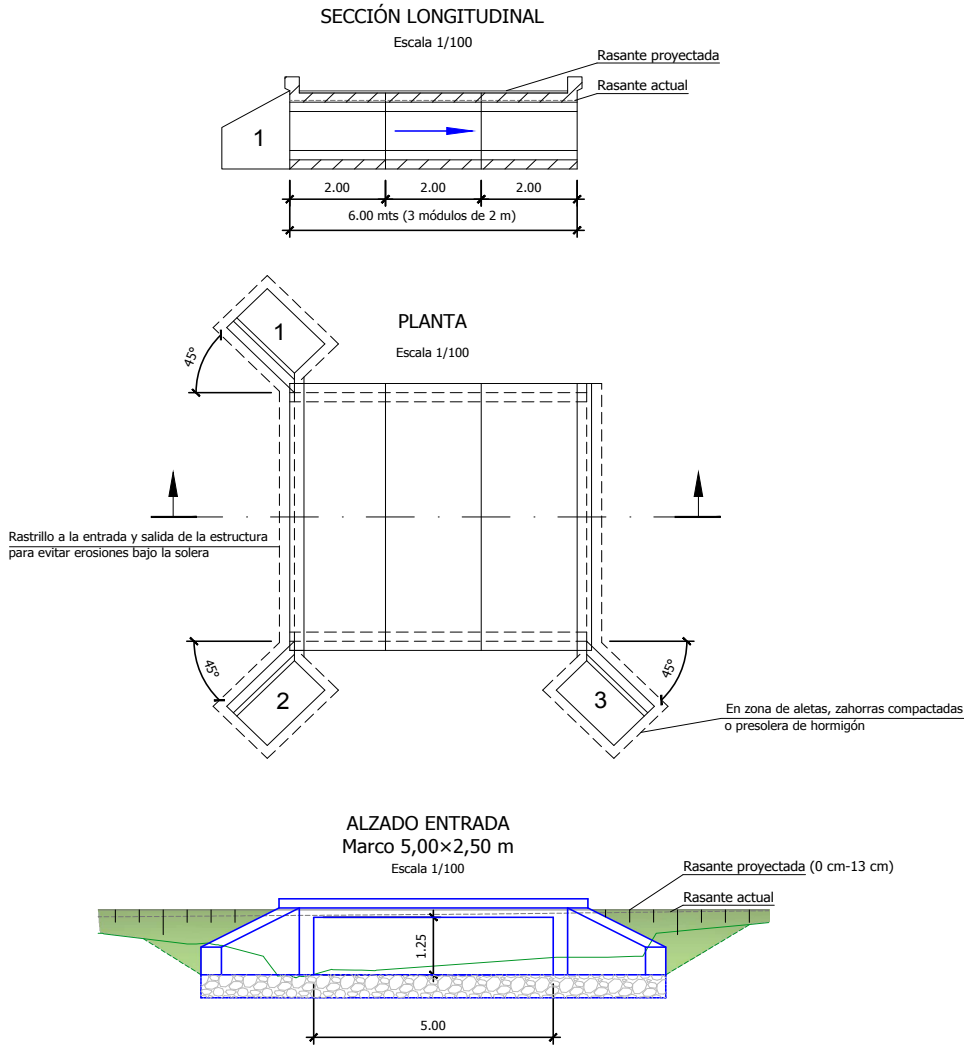 SECCIÓN LONGITUDINAL
Escala 1/100
Rasante proyectada
Rasante actual
1
2.00
2.00
2.00
6.00 mts (3 módulos de 2 m)
PLANTA
Escala 1/100
1
45°
Rastrillo a la entrada y salida de la estructura
para evitar erosiones bajo la solera
45°
2
3
45°
En zona de aletas, zahorras compactadas
o presolera de hormigón
ALZADO ENTRADA
Marco 5,00×2,50 m
Escala 1/100
Rasante proyectada (0 cm-13 cm)
Rasante actual
1.25
5.00